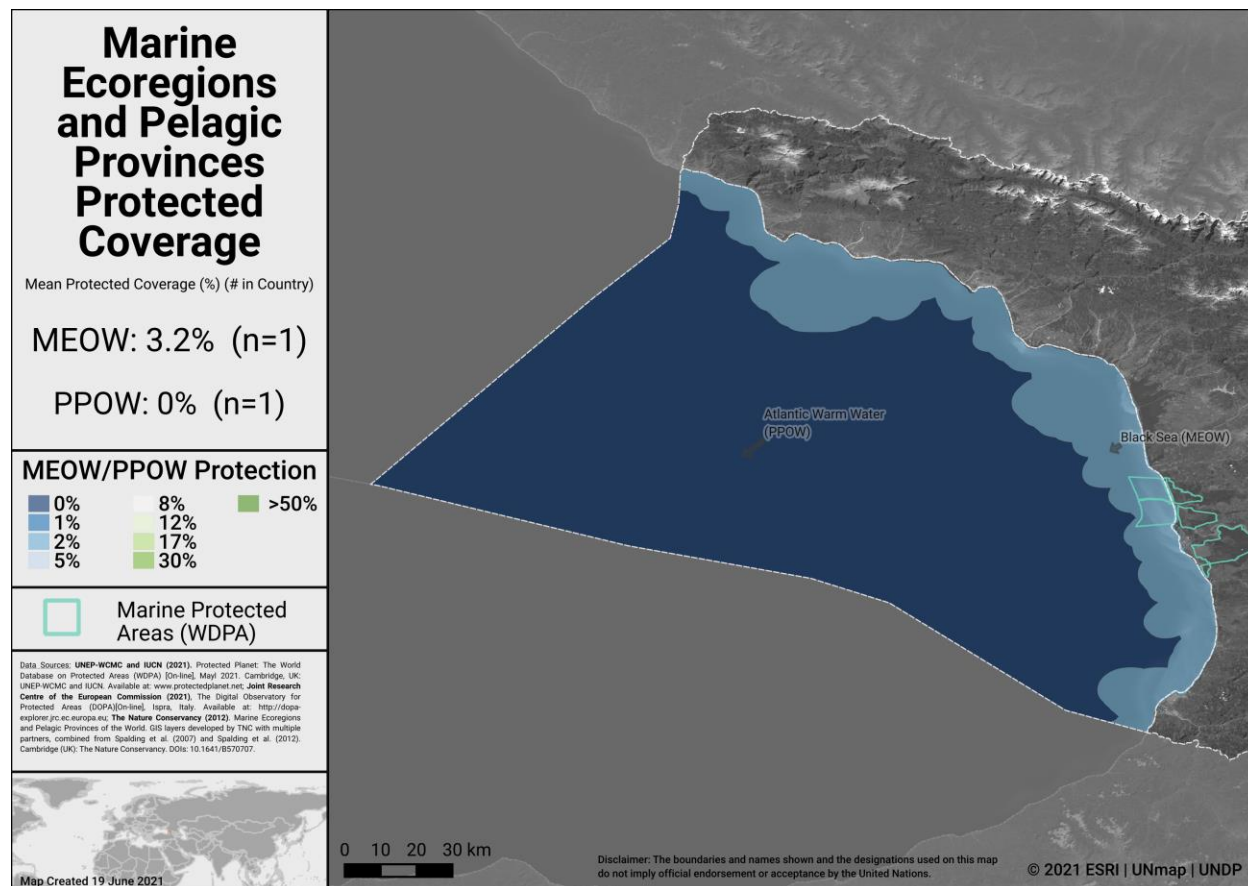 Marine
Ecoregions
and Pelagic
Provinces
Protected
Coverage
Mean Protected Coverage (%) (# in Country)
MEOW: 3.2% (n=1)
PPOW: 0% (n=1)
MEOW/PPOW Protection
0%
1%
2%
5%
8%
12%
17%
30%
>50%
Marine Protected
Areas (WDPA)
Data Sources: UNEP-WCMC and IUCN (2021). Protected Planet: The World
Database on Protected Areas (WDPA) [On-line], Mayl 2021. Cambridge, UK:
UNEP-WCMC and IUCN. Available at: www.protectedplanet.net; Joint Research
Centre of the European Commission (2021), The Digital Observatory for
Protected Areas (DOPA)[On-line], Ispra, Italy. Available at: http://dopa-
explorer.jrc.ec.europa.eu; The Nature Conservancy (2012). Marine Ecoregions
and Pelagic Provinces of the World. GIS layers developed by TNC with multiple
partners, combined from Spalding et al. (2007) and Spalding et al. (2012).
Cambridge (UK): The Nature Conservancy. DOIs: 10.1641/B570707.
Map Created 19 June 2021
Atlantic Warm Water
(PPOW)
Black Sea (MEOW)
0 10 20 30 km
Disclaimer: The boundaries and names shown and the designations used on this map
do not imply official endorsement or acceptance by the United Nations.
© 2021 ESRI | UNmap | UNDP